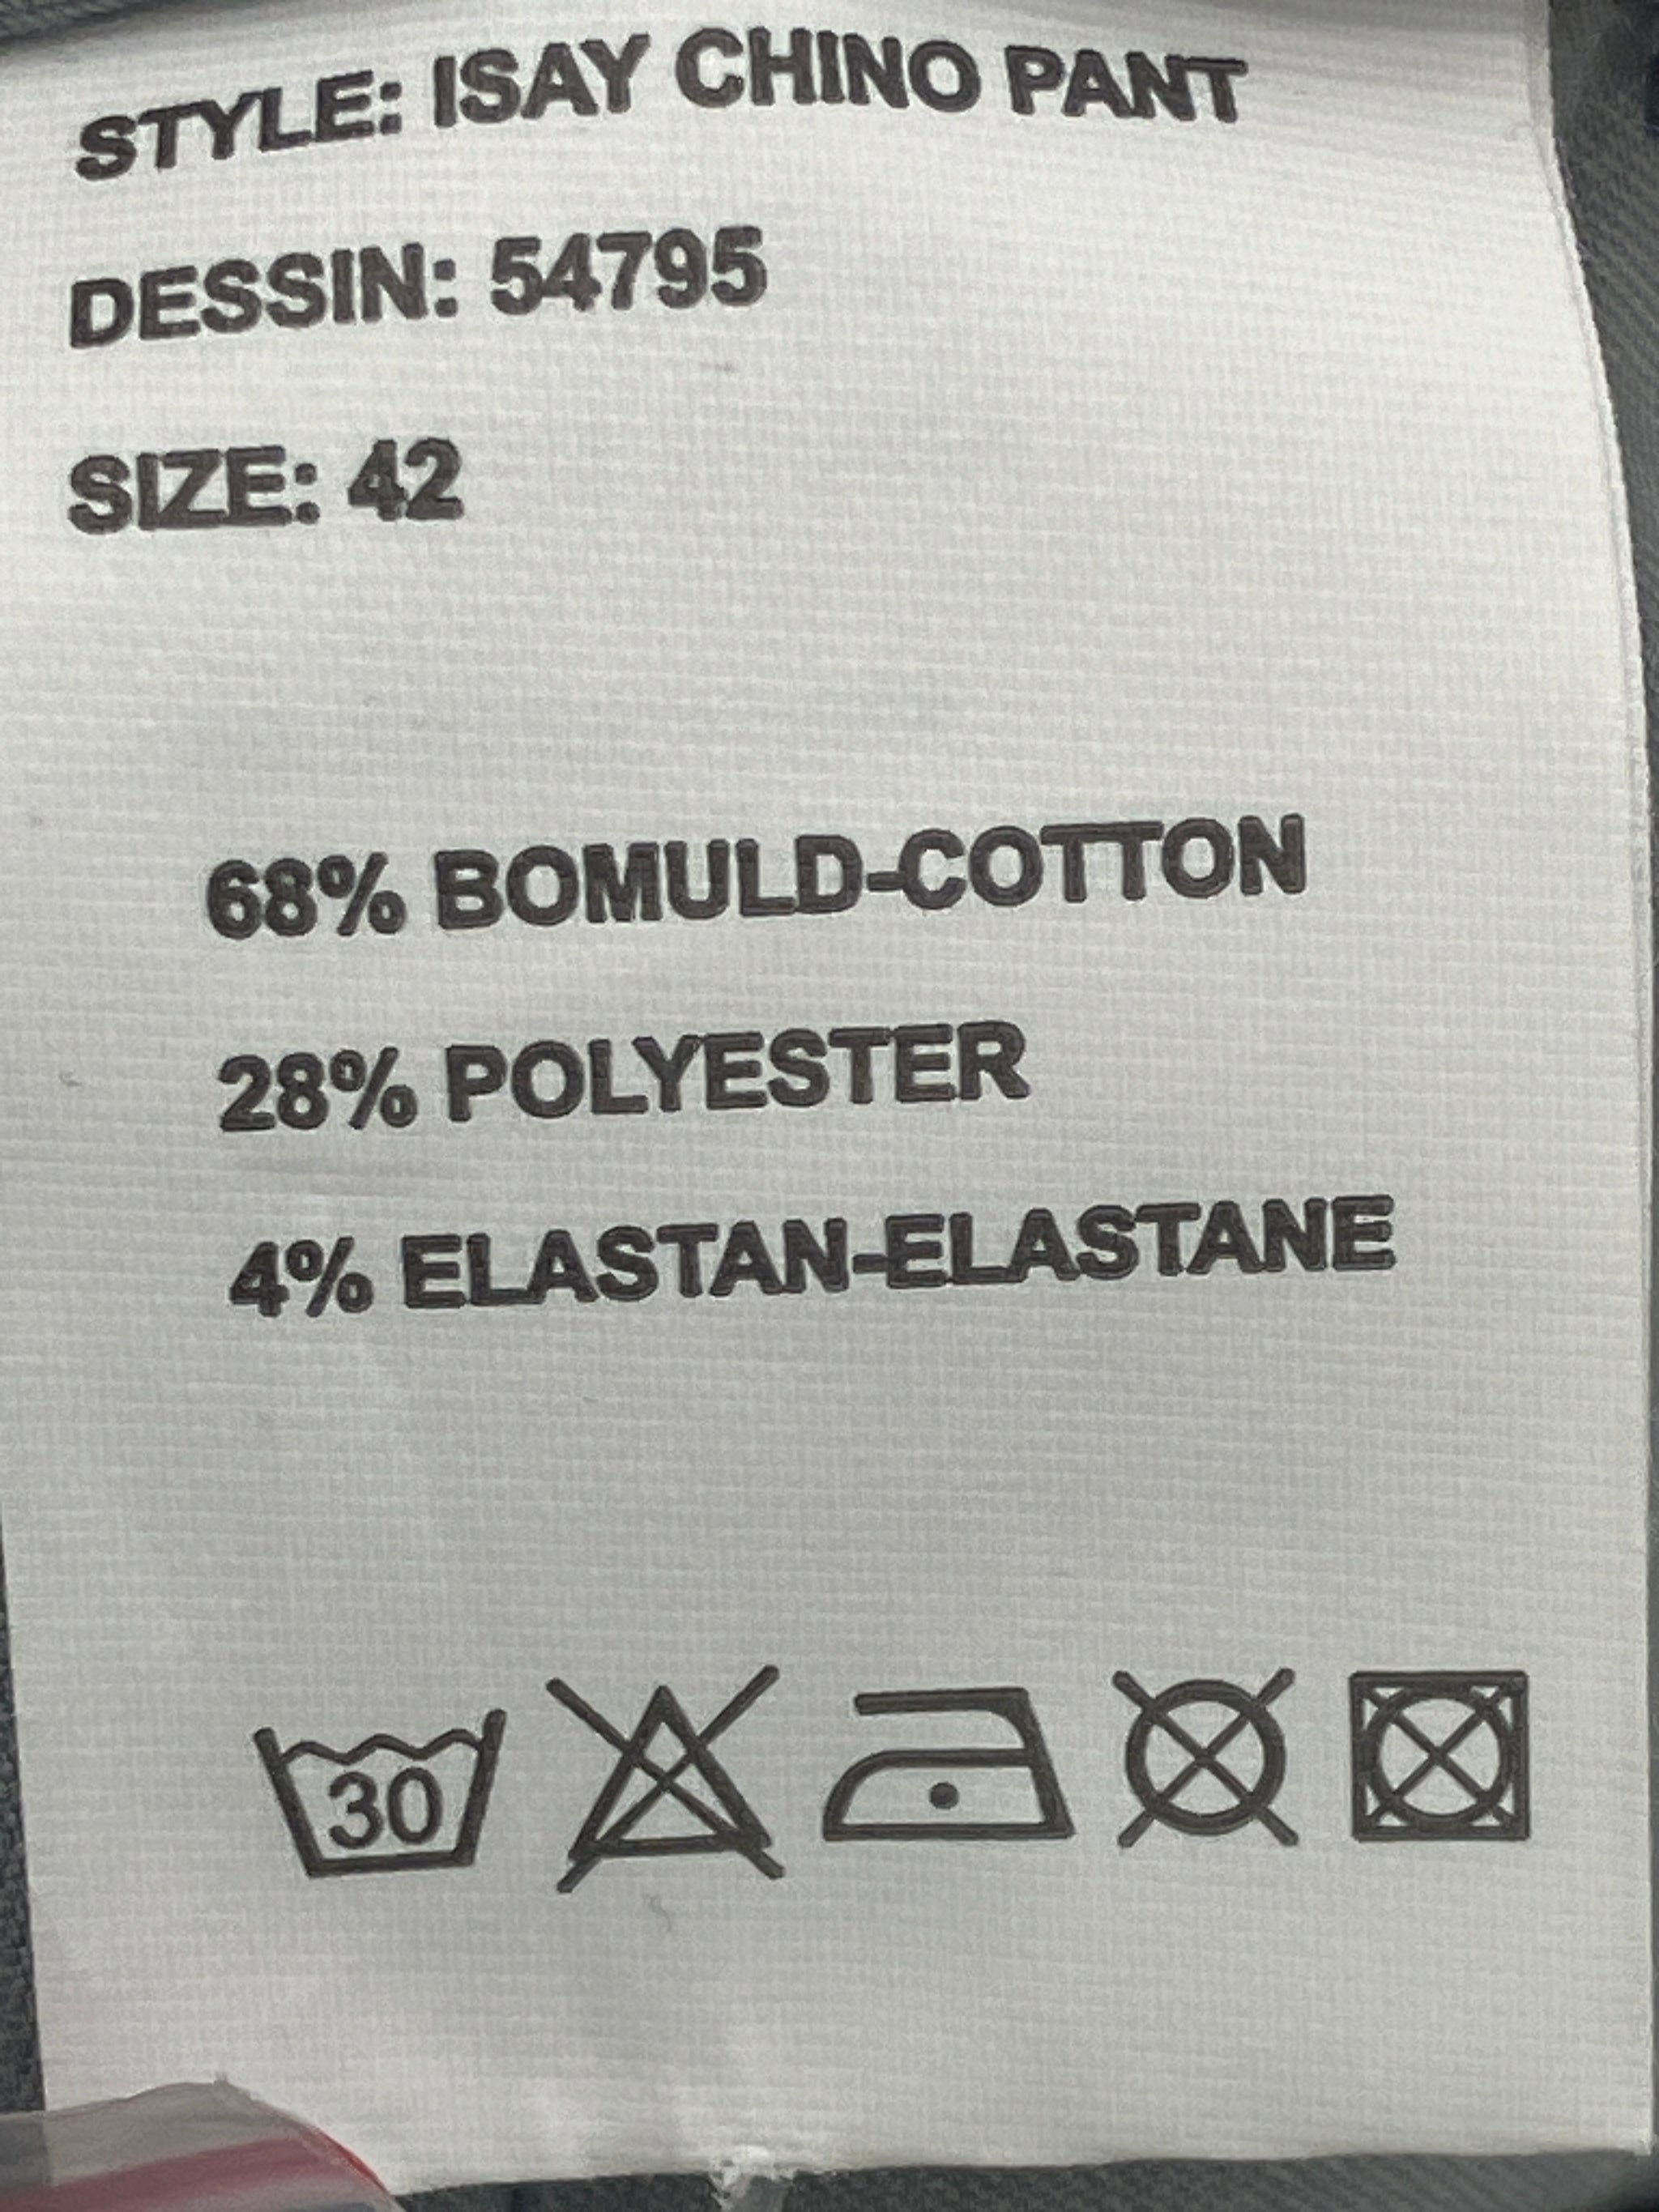 STYLE: ISAY CHINO PANT
DESSIN: 54795
SIZE: 42
68% BOMULD-COTTON
28% POLYESTER
4% ELASTAN-ELASTANE
30